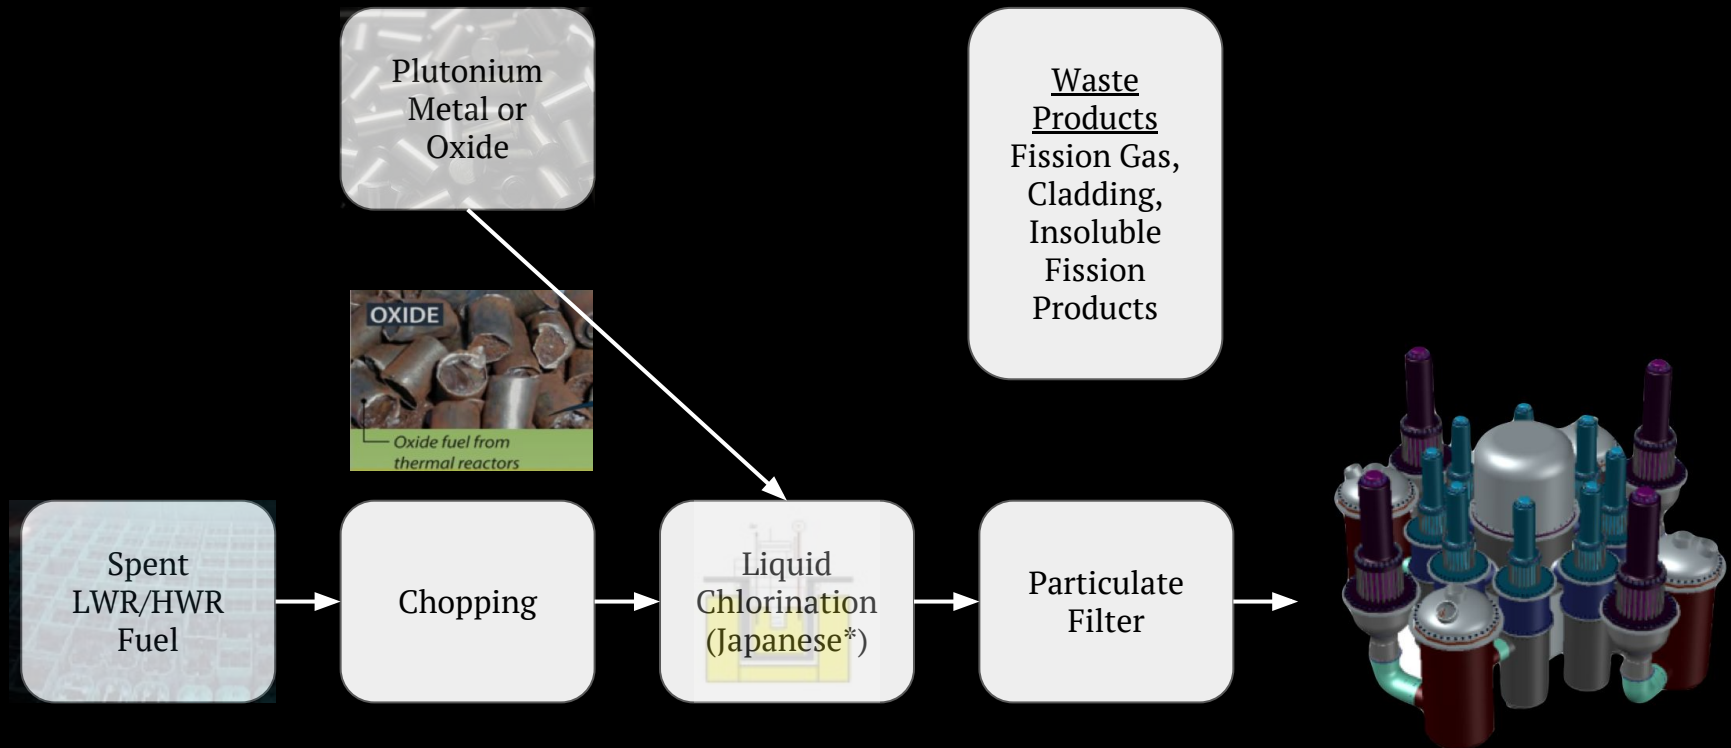 Plutonium
Metal or
Oxide
Waste
Products
Fission Gas,
Cladding,
Insoluble
Fission
Products
OXIDE
Oxide fuel from
thermal reactors
Spent
LWR/HWR
Fuel
Chopping
Liquid
Chlorination
(Japanese*)
Particulate
Filter